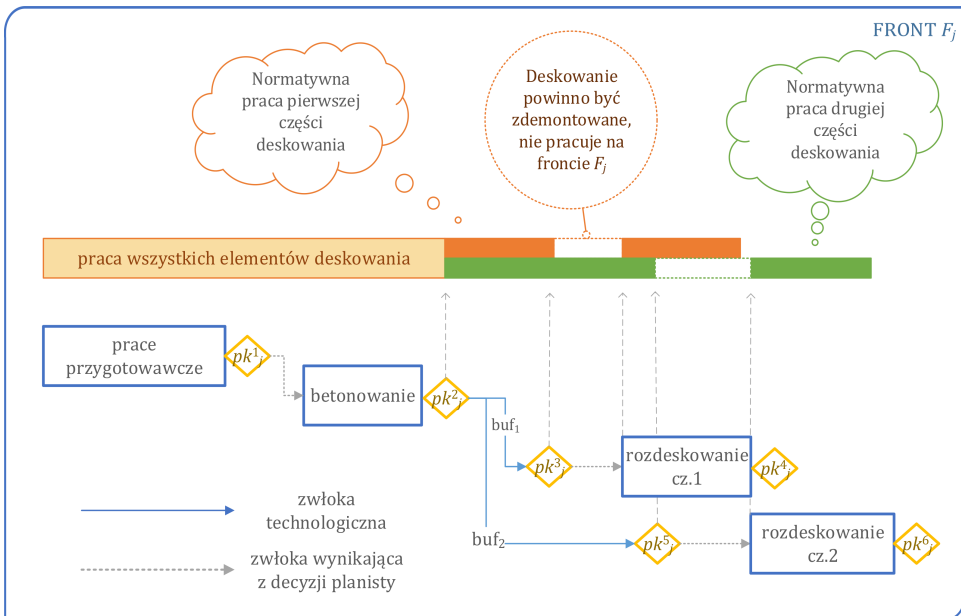 FRONT Fj
Normatywna
praca pierwszej
części
deskowania
Deskowanie
powinno być
zdemontowane,
nie pracuje na
froncie Fj
Normatywna
praca drugiej
części
deskowania
praca wszystkich elementów deskowania
prace
przygotowawcze
pk¹j
betonowanie
pk²j
buf₁
pk³j
rozdeskowanie
cz.1
pk⁴j
buf₂
pk⁵j
rozdeskowanie
cz.2
pk⁶j
zwłoka
technologiczna
zwłoka wynikająca
z decyzji planisty